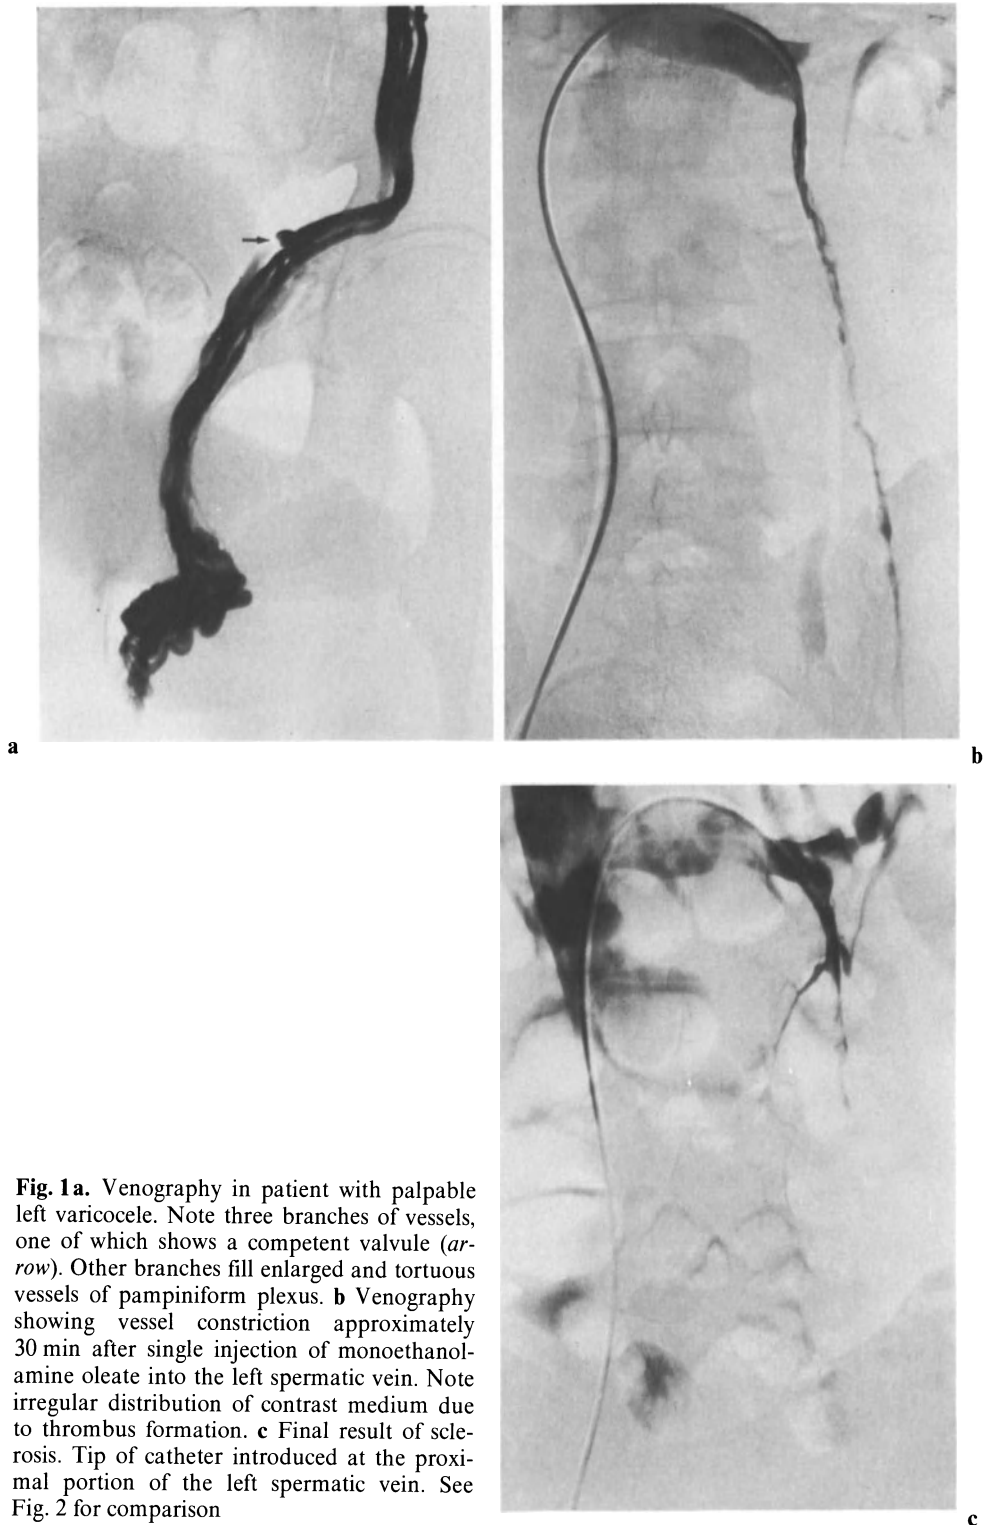 a
b
Fig. 1a. Venography in patient with palpable
left varicocele. Note three branches of vessels,
one of which shows a competent valvule (ar-
row). Other branches fill enlarged and tortuous
vessels of pampiniform plexus. b Venography
showing vessel constriction approximately
30 min after single injection of monoethanol-
amine oleate into the left spermatic vein. Note
irregular distribution of contrast medium due
to thrombus formation. c Final result of scle-
rosis. Tip of catheter introduced at the proxi-
mal portion of the left spermatic vein. See
Fig. 2 for comparison
c